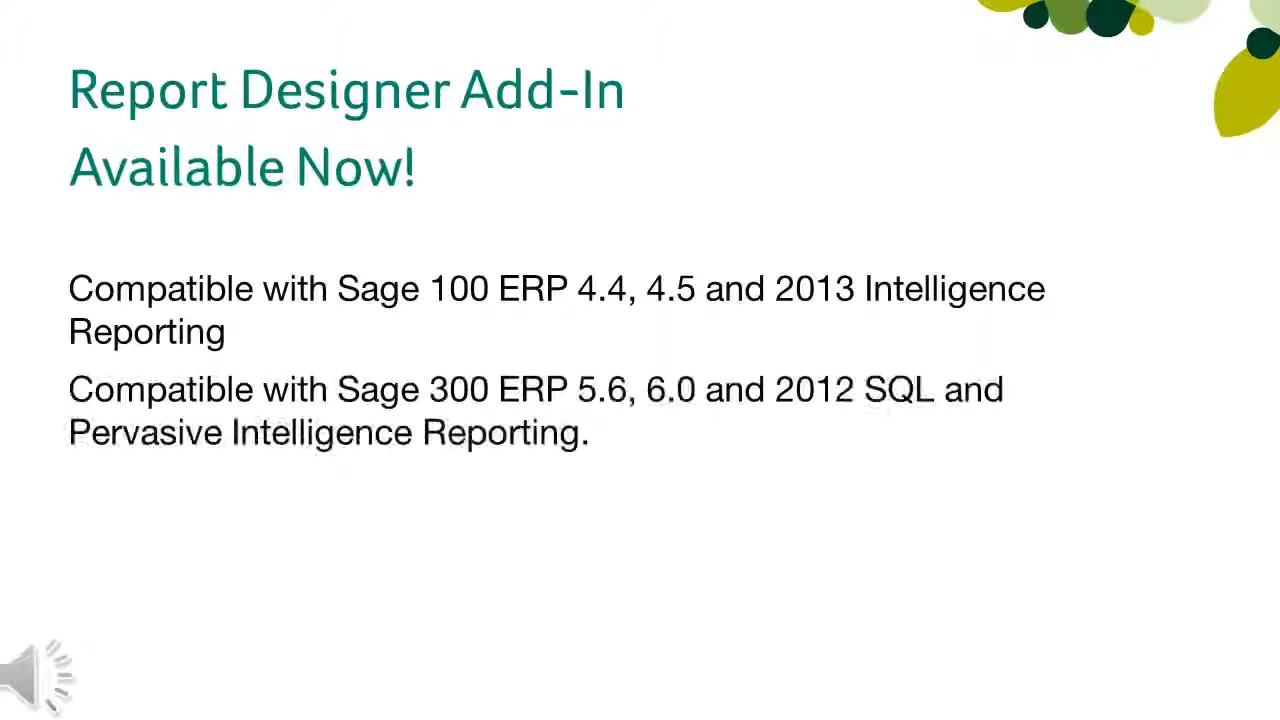 Report Designer Add-In
Available Now!
Compatible with Sage 100 ERP 4.4, 4.5 and 2013 Intelligence
Reporting
Compatible with Sage 300 ERP 5.6, 6.0 and 2012 SQL and
Pervasive Intelligence Reporting.